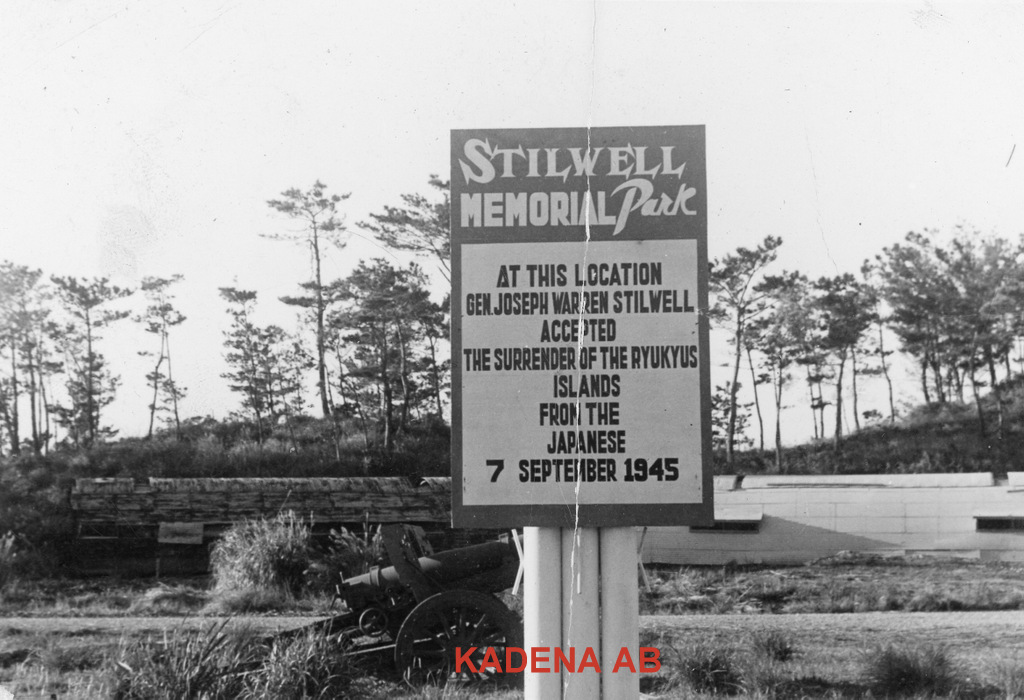 STILWELL
MEMORIAL Park
AT THIS LOCATION
GEN. JOSEPH WARREN STILWELL
ACCEPTED
THE SURRENDER OF THE RYUKYUS
ISLANDS
FROM THE
JAPANESE
7 SEPTEMBER 1945
KADENA AB